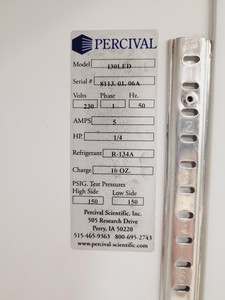 PERCIVAL
Model I30LED
Serial # 8113. 01. 06A
Volts Phase Hz.
230 1 50
AMPS 5
HP. 1/4
Refrigerant R-134A
Charge 10 OZ.
PSIG. Test Pressures
High Side Low Side
150 150
Percival Scientific, Inc.
505 Research Drive
Perry, IA 50220
515-465-9363 800-695-2743
www.percival-scientific.com